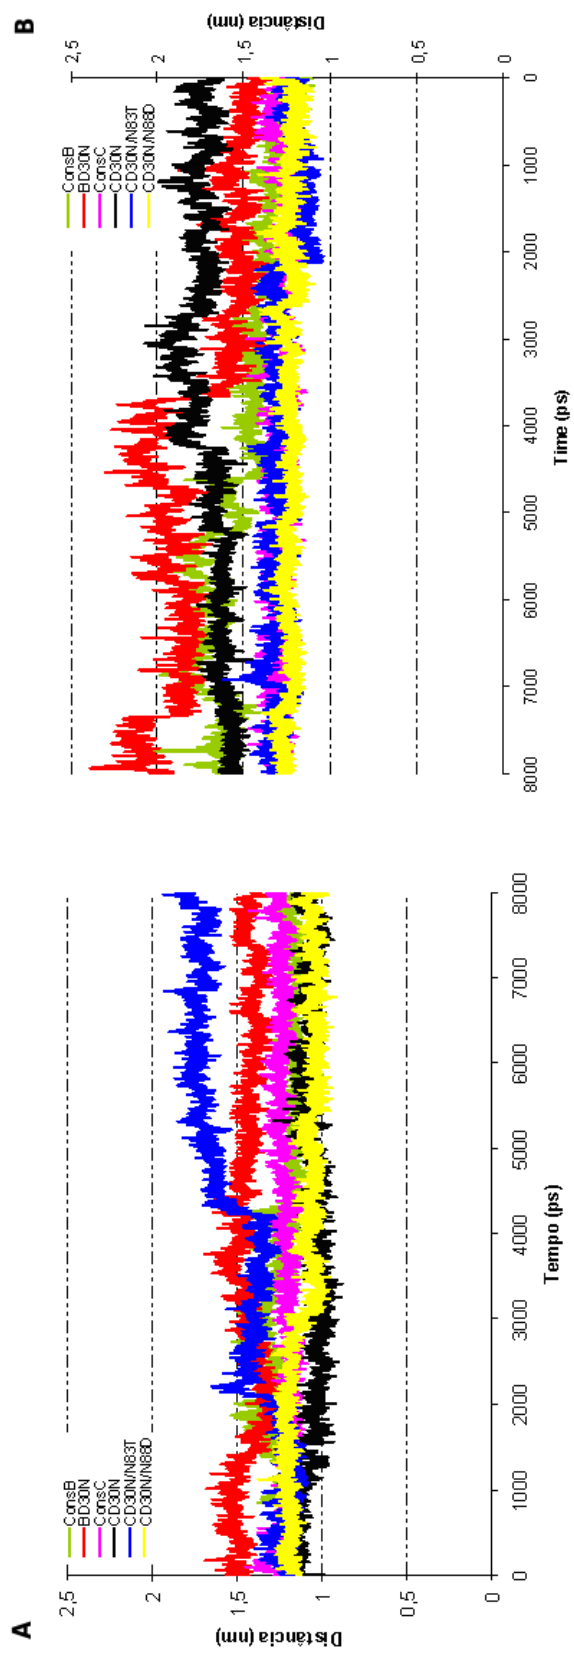 A
Distância (nm)
2,5
2
1,5
1
0,5
0
ConsB
BD30N
ConsC
CD30N
CD30N/N83T
CD30N/N88D
0 1000 2000 3000 4000 5000 6000 7000 8000
Tempo (ps)
B
Distância (nm)
2,5
2
1,5
1
0,5
0
ConsB
BD30N
ConsC
CD30N
CD30N/N83T
CD30N/N88D
8000 7000 6000 5000 4000 3000 2000 1000 0
Time (ps)